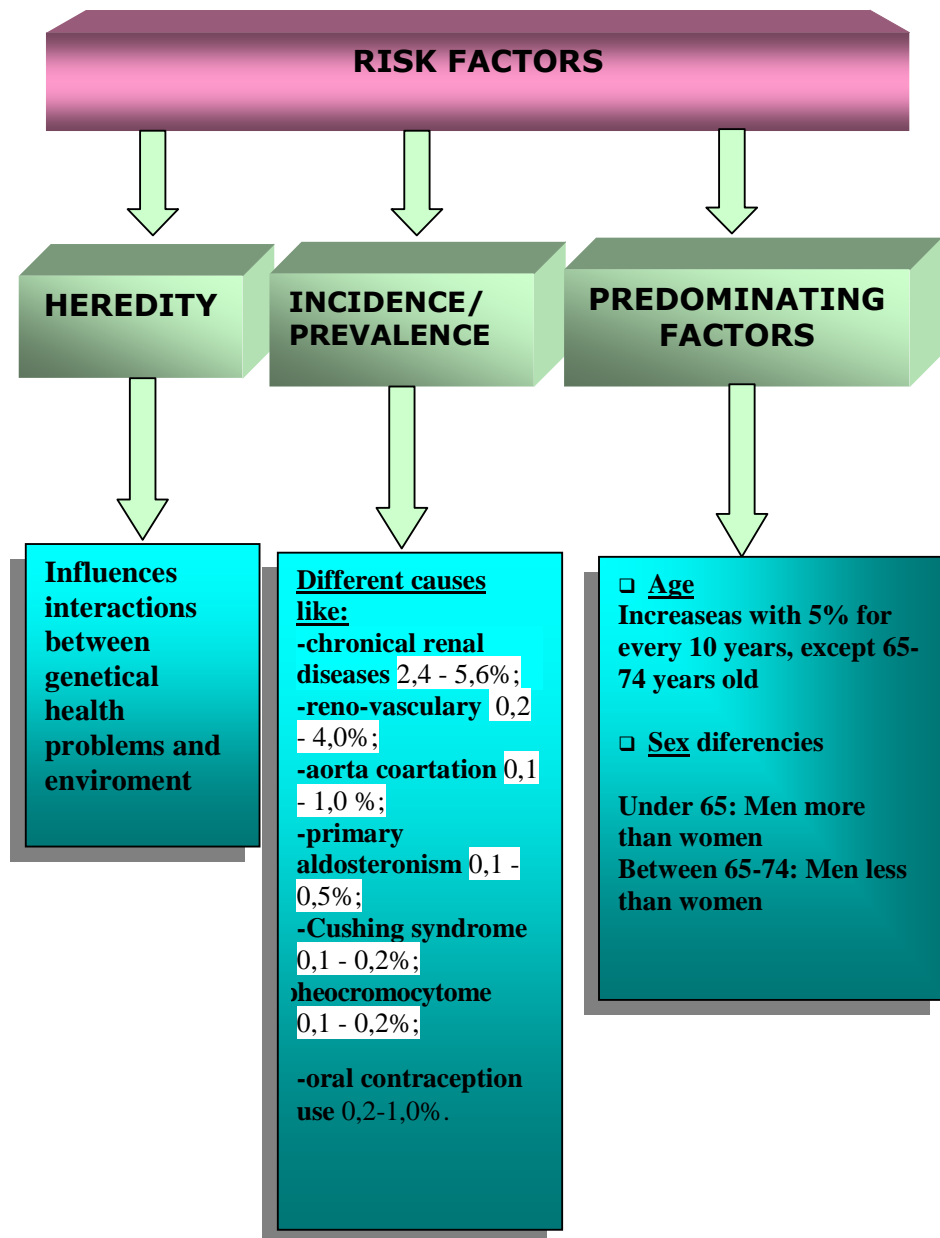 RISK FACTORS
HEREDITY
INCIDENCE/
PREVALENCE
PREDOMINATING
FACTORS
Influences
interactions
between
genetical
health
problems and
enviroment
Different causes
like:
-chronical renal
diseases 2,4 - 5,6%;
-reno-vasculary 0,2
- 4,0%;
-aorta coartation 0,1
- 1,0 %;
-primary
aldosteronism 0,1 -
0,5%;
-Cushing syndrome
0,1 - 0,2%;
pheocromocytome
0,1 - 0,2%;
-oral contraception
use 0,2-1,0%.
❑ Age
Increaseas with 5% for
every 10 years, except 65-
74 years old
❑ Sex diferencies
Under 65: Men more
than women
Between 65-74: Men less
than women